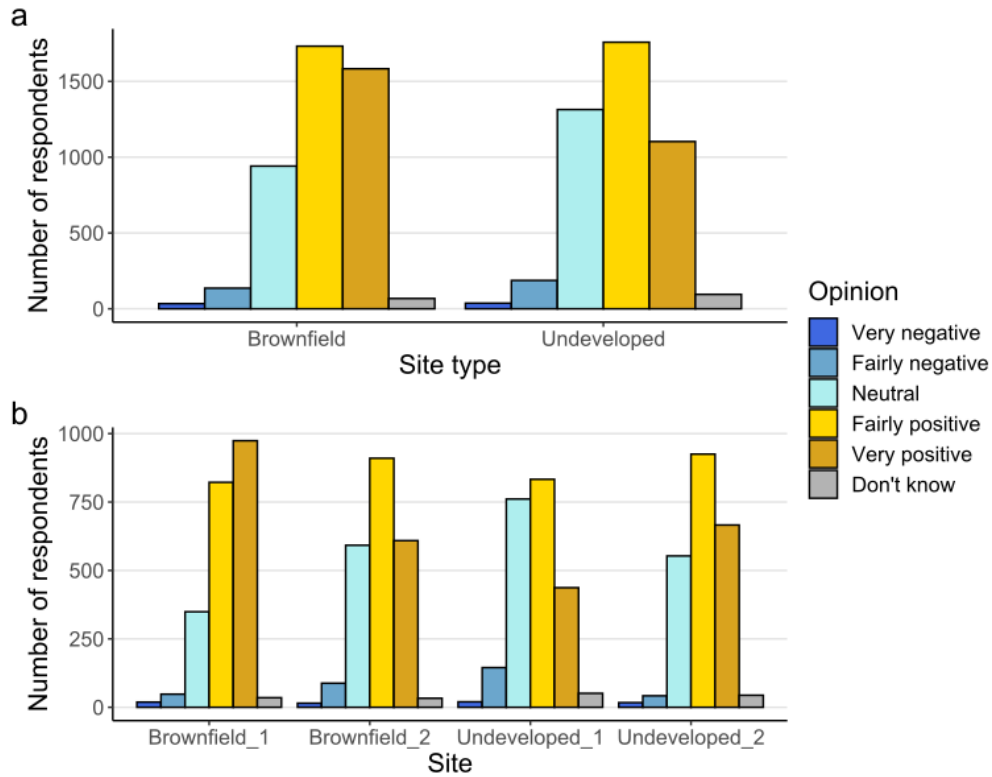 a
Number of respondents
1500
1000
500
0
Brownfield
Undeveloped
Site type
b
Number of respondents
1000
750
500
250
0
Brownfield_1
Brownfield_2
Undeveloped_1
Undeveloped_2
Site
Opinion
Very negative
Fairly negative
Neutral
Fairly positive
Very positive
Don't know